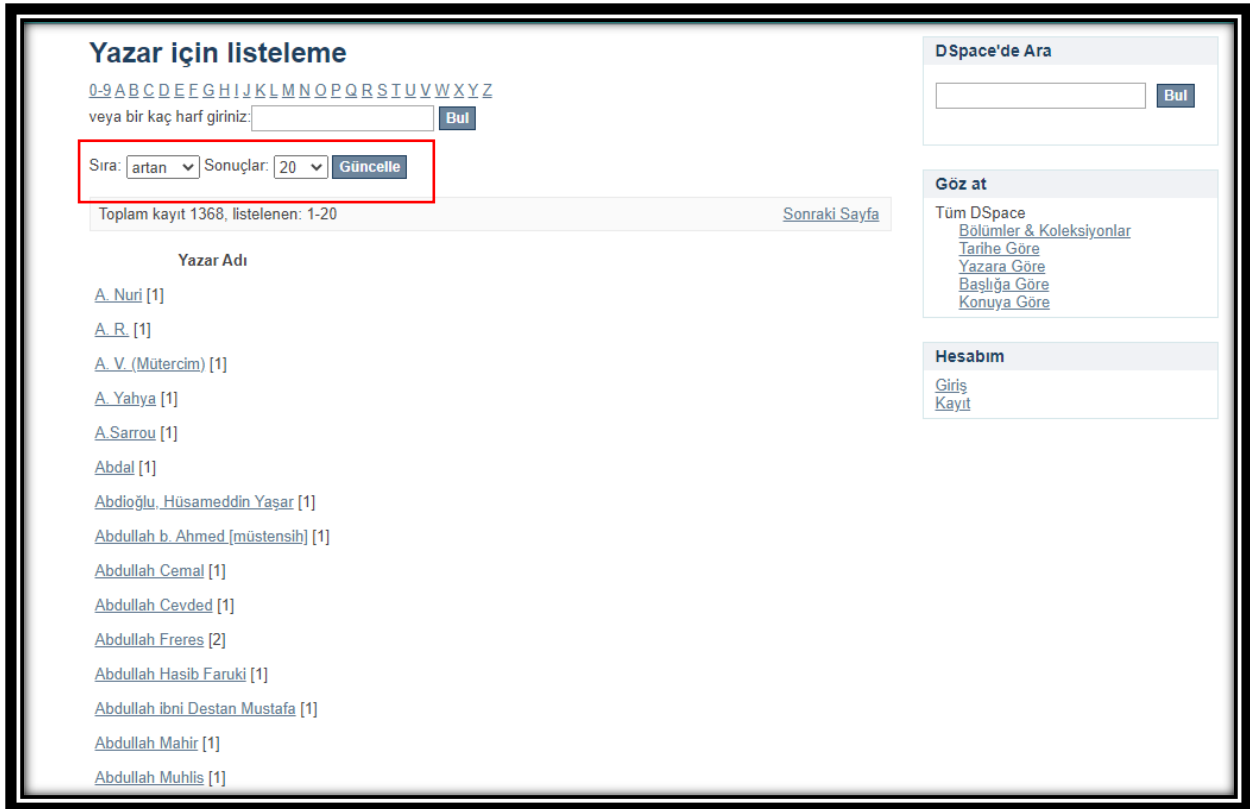 Yazar için listeleme
0-9 A B C D E F G H I J K L M N O P Q R S T U V W X Y Z
veya bir kaç harf giriniz: Bul
Sıra: artan Sonuçlar: 20 Güncelle
Toplam kayıt 1368, listelenen: 1-20 Sonraki Sayfa
Yazar Adı
A. Nuri [1]
A. R. [1]
A. V. (Mütercim) [1]
A. Yahya [1]
A.Sarrou [1]
Abdal [1]
Abdioğlu, Hüsameddin Yaşar [1]
Abdullah b. Ahmed [müstensih] [1]
Abdullah Cemal [1]
Abdullah Cevded [1]
Abdullah Freres [2]
Abdullah Hasib Faruki [1]
Abdullah ibni Destan Mustafa [1]
Abdullah Mahir [1]
Abdullah Muhlis [1]
DSpace'de Ara
Bul
Göz at
Tüm DSpace
Bölümler & Koleksiyonlar
Tarihe Göre
Yazara Göre
Başlığa Göre
Konuya Göre
Hesabım
Giriş
Kayıt